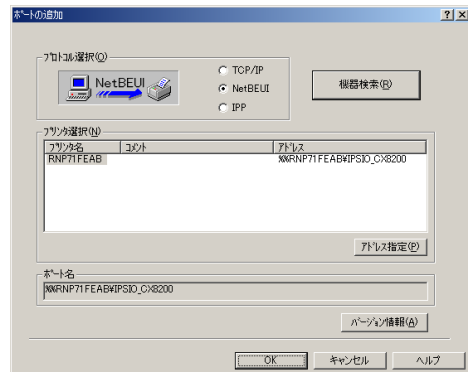 ポートの追加
プロトコル選択(O)
NetBEUI
TCP/IP
NetBEUI
IPP
機器検索(R)
プリンタ選択(N)
プリンタ名 コメント アドレス
RNP71FEAB %%RNP71FEAB¥IPSIO_CX8200
アドレス指定(P)
ポート名
%%RNP71FEAB¥IPSIO_CX8200
バージョン情報(A)
OK キャンセル ヘルプ